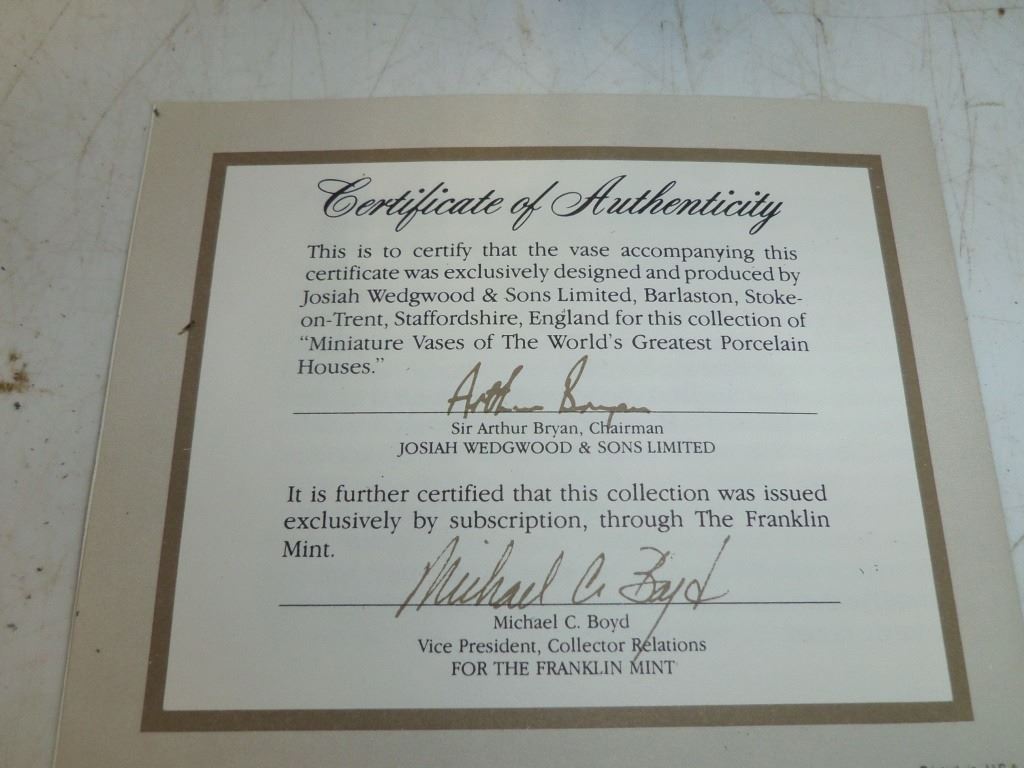 Certificate of Authenticity
This is to certify that the vase accompanying this
certificate was exclusively designed and produced by
Josiah Wedgwood & Sons Limited, Barlaston, Stoke-
on-Trent, Staffordshire, England for this collection of
“Miniature Vases of The World's Greatest Porcelain
Houses.”
Arthur Bryan
Sir Arthur Bryan, Chairman
JOSIAH WEDGWOOD & SONS LIMITED
It is further certified that this collection was issued
exclusively by subscription, through The Franklin
Mint.
Michael C. Boyd
Michael C. Boyd
Vice President, Collector Relations
FOR THE FRANKLIN MINT